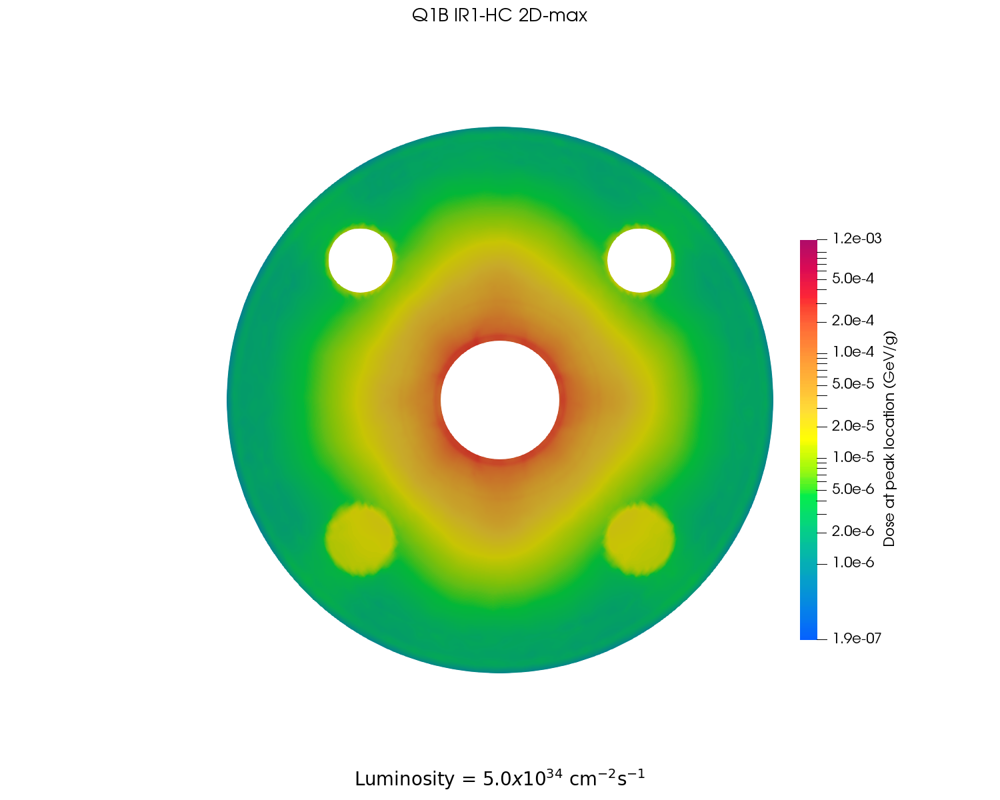 Q1B IR1-HC 2D-max
1.2e-03
5.0e-4
2.0e-4
1.0e-4
5.0e-5
2.0e-5
1.0e-5
5.0e-6
2.0e-6
1.0e-6
1.9e-07
Dose at peak location (GeV/g)
Luminosity = 5.0x10³⁴ cm⁻²s⁻¹